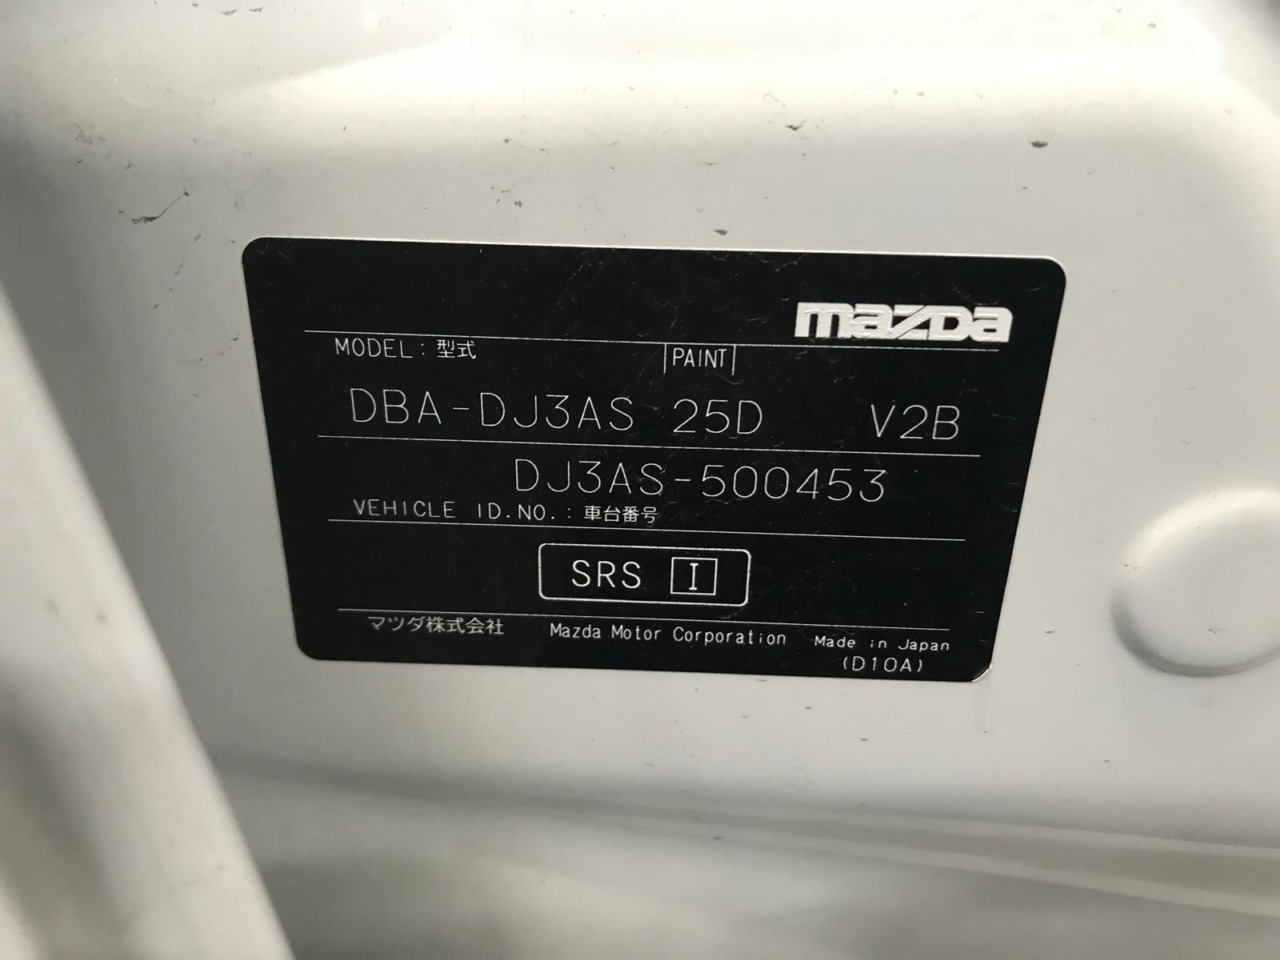 mazda
MODEL : 型式 PAINT
DBA-DJ3AS 25D V2B
DJ3AS-500453
VEHICLE ID.NO. : 車台番号
SRS I
マツダ株式会社 Mazda Motor Corporation Made in Japan
(D10A)